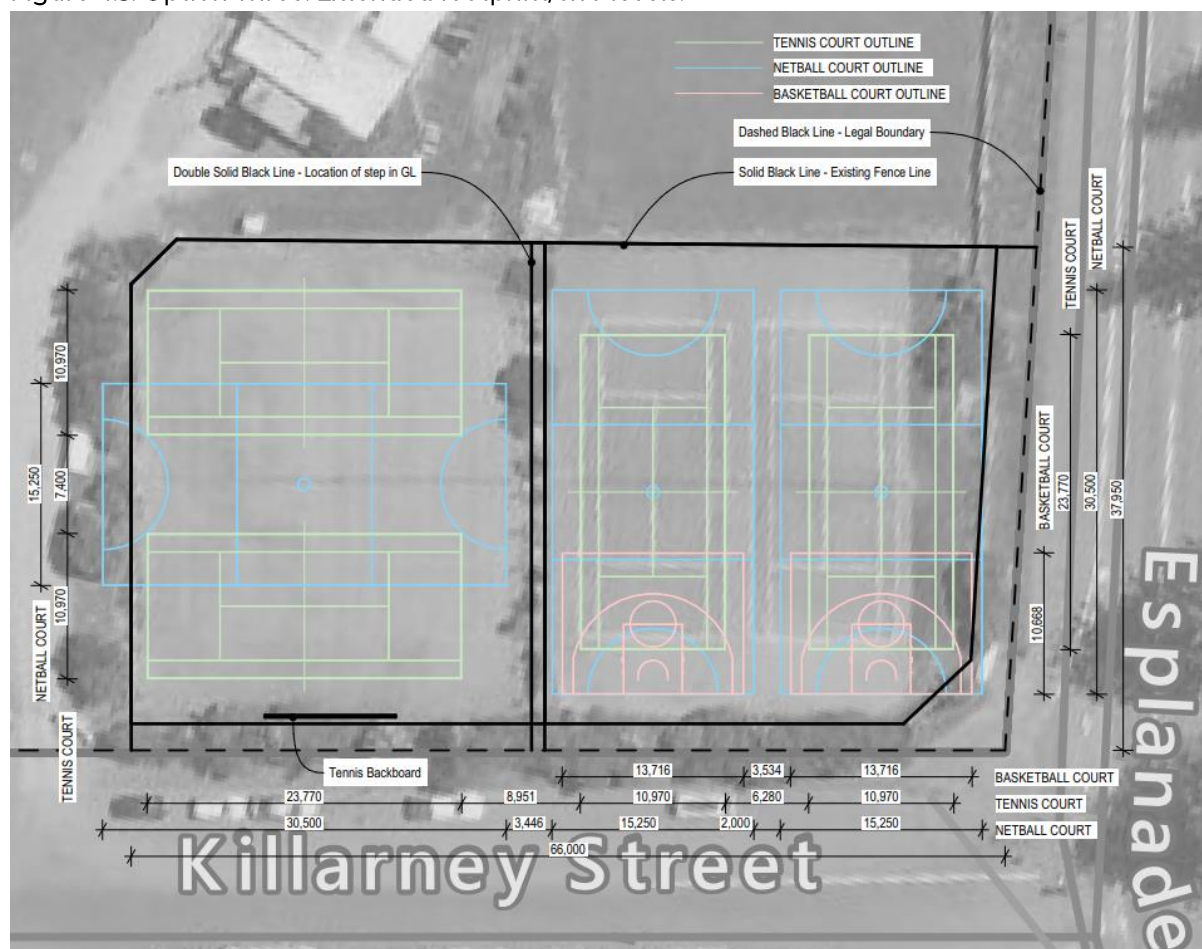 TENNIS COURT OUTLINE
NETBALL COURT OUTLINE
BASKETBALL COURT OUTLINE
Dashed Black Line - Legal Boundary
Double Solid Black Line - Location of step in GL
Solid Black Line - Existing Fence Line
TENNIS COURT
NETBALL COURT
BASKETBALL COURT
23,770
30,500
37,950
10,668
10,970
7,400
10,970
15,250
NETBALL COURT
TENNIS COURT
Tennis Backboard
13,716
3,534
13,716
BASKETBALL COURT
23,770
8,951
10,970
6,280
10,970
TENNIS COURT
30,500
3,446
15,250
2,000
15,250
NETBALL COURT
66,000
Killarney Street
Esplanade